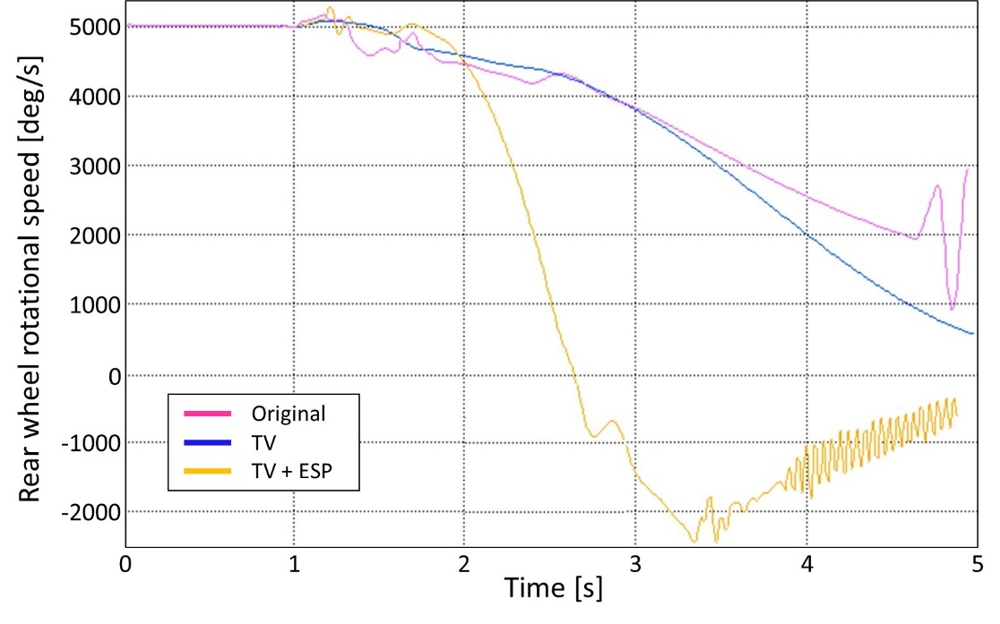 Rear wheel rotational speed [deg/s]
5000
4000
3000
2000
1000
0
-1000
-2000
Original
TV
TV + ESP
0 1 2 3 4 5
Time [s]